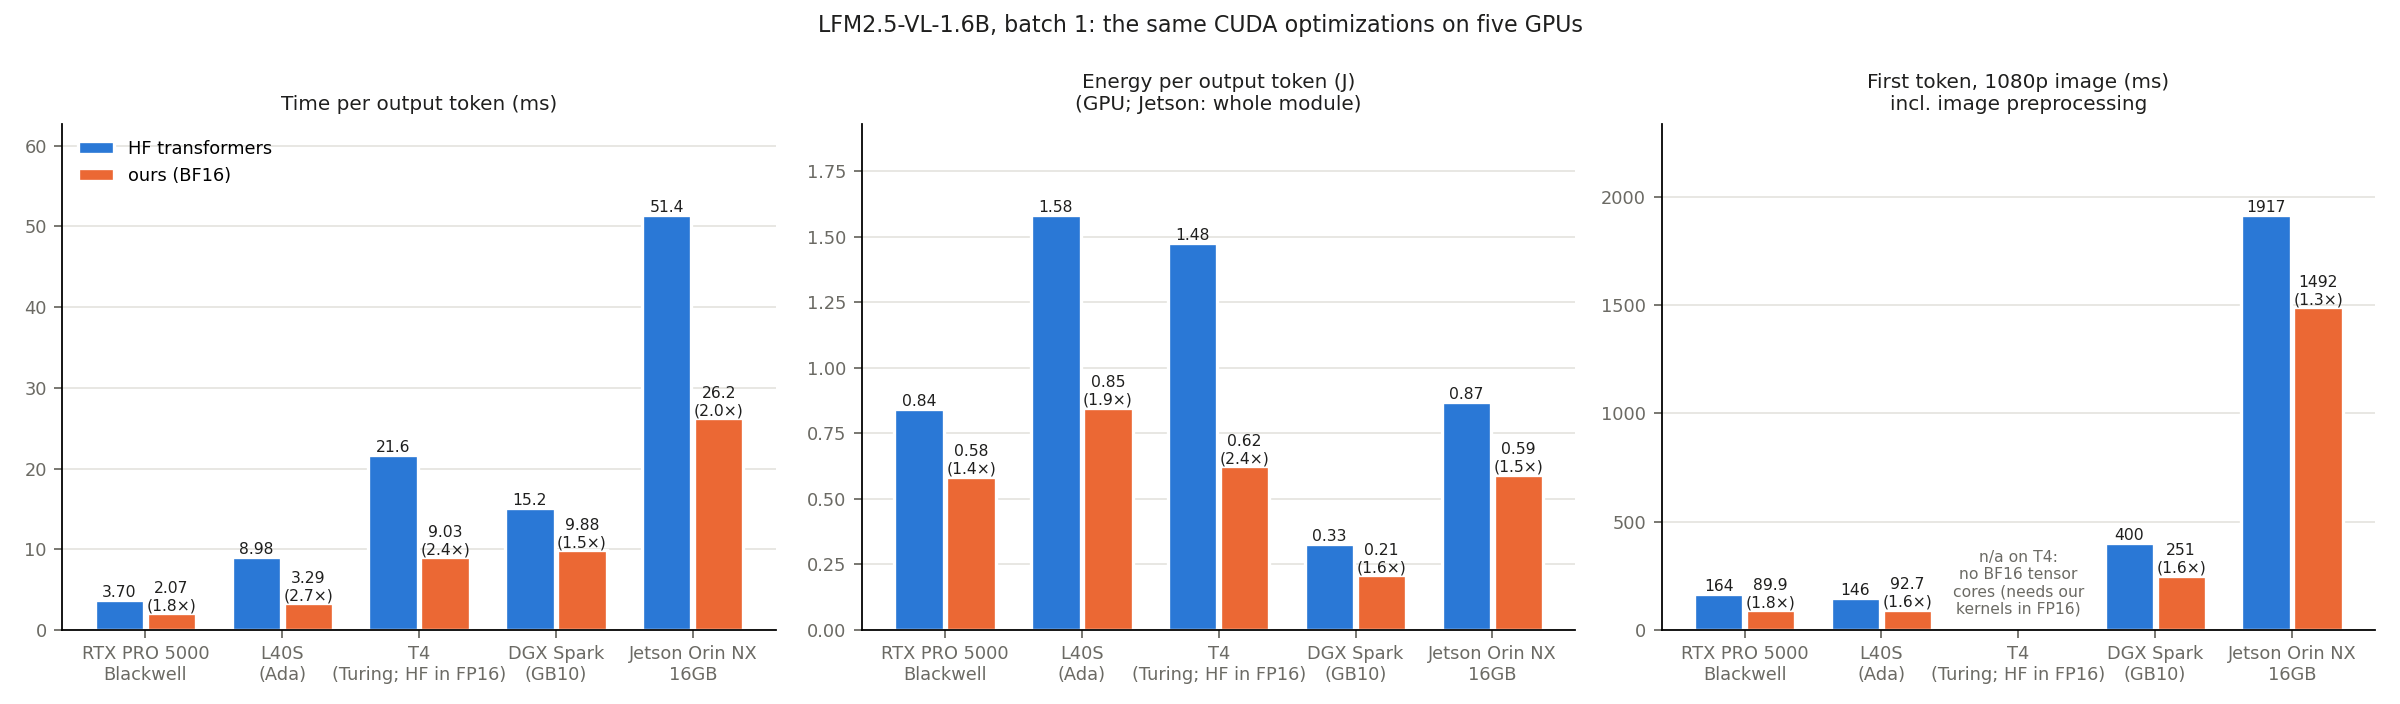 LFM2.5-VL-1.6B, batch 1: the same CUDA optimizations on five GPUs
Time per output token (ms)
60
50
40
30
20
10
0
HF transformers
ours (BF16)
3.70
2.07
(1.8×)
8.98
3.29
(2.7×)
21.6
9.03
(2.4×)
15.2
9.88
(1.5×)
51.4
26.2
(2.0×)
RTX PRO 5000
Blackwell
L40S
(Ada)
T4
(Turing; HF in FP16)
DGX Spark
(GB10)
Jetson Orin NX
16GB
Energy per output token (J)
(GPU; Jetson: whole module)
1.75
1.50
1.25
1.00
0.75
0.50
0.25
0.00
0.84
0.58
(1.4×)
1.58
0.85
(1.9×)
1.48
0.62
(2.4×)
0.33
0.21
(1.6×)
0.87
0.59
(1.5×)
RTX PRO 5000
Blackwell
L40S
(Ada)
T4
(Turing; HF in FP16)
DGX Spark
(GB10)
Jetson Orin NX
16GB
First token, 1080p image (ms)
incl. image preprocessing
2000
1500
1000
500
0
164
89.9
(1.8×)
146
92.7
(1.6×)
n/a on T4:
no BF16 tensor
cores (needs our
kernels in FP16)
400
251
(1.6×)
1917
1492
(1.3×)
RTX PRO 5000
Blackwell
L40S
(Ada)
T4
(Turing; HF in FP16)
DGX Spark
(GB10)
Jetson Orin NX
16GB